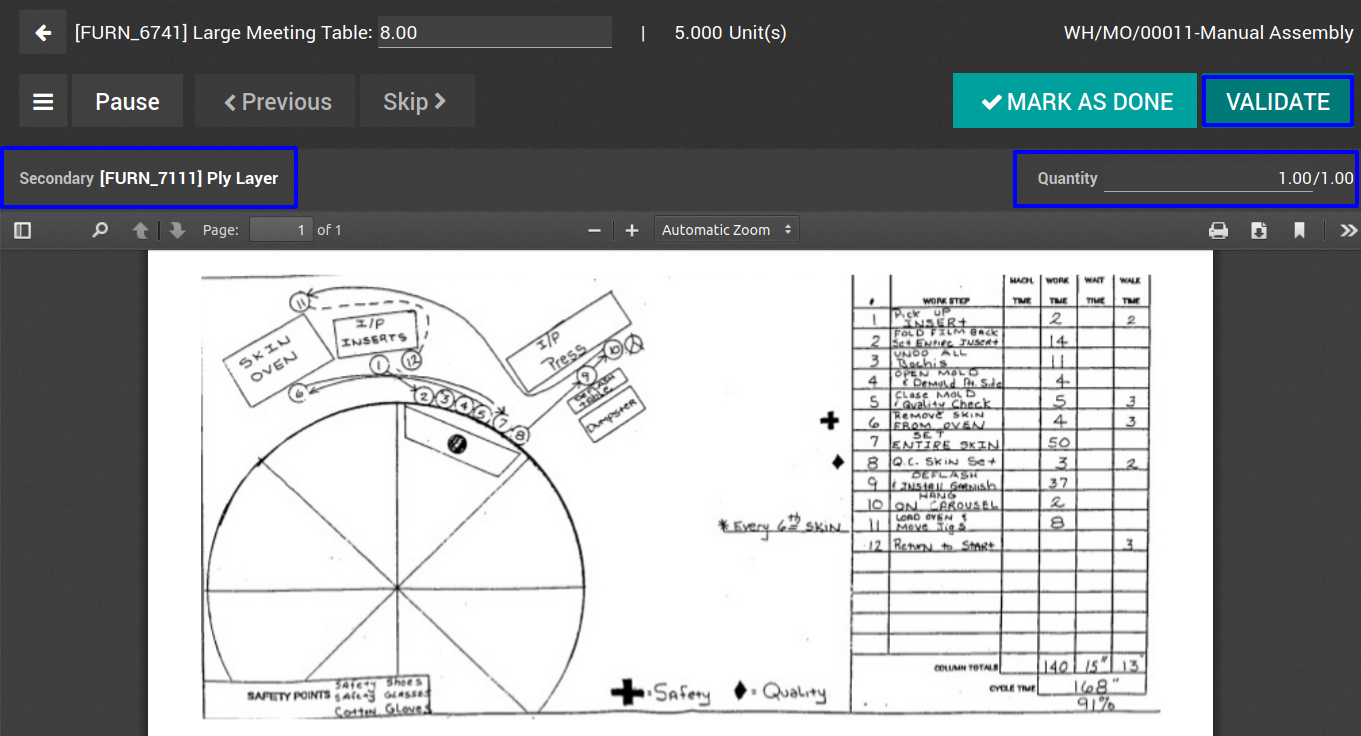 [FURN_6741] Large Meeting Table: 8.00 | 5.000 Unit(s) WH/MO/00011-Manual Assembly
Pause Previous Skip MARK AS DONE VALIDATE
Secondary [FURN_7111] Ply Layer Quantity 1.00/1.00
Page: 1 of 1 Automatic Zoom
11
SKIN
OVEN
I/P
INSERTS
I/P
Press
1
12
10
9
6
2
3
4
5
7
8
DEFLASH
TABLE
DUMPSTER
MACH. WORK WAIT WALK
# WORK STEP TIME TIME TIME TIME
1 Pick UP INSERT 2 2
2 FOLD FILM Back Set Entire Insert 14
3 UNDO ALL 11
4 OPEN MOLD & Demold Pt. Side 4
5 Close MOLD & Quality Check 5 3
6 Remove SKIN FROM OVEN 4 3
7 SET ENTIRE SKIN 50
8 Q.C. SKIN Set 3 2
9 DEFLASH & INSTALL GARNISH 37
10 HANG ON CAROUSEL 2
* Every 6th SKIN 11 LOAD OVEN & Move Jigs 8
12 Return to START 3
COLUMN TOTALS 140 15" 13"
CYCLE TIME 168"
91%
SAFETY POINTS Safety Shoes
Safety Glasses
Cotton Gloves
= Safety = Quality